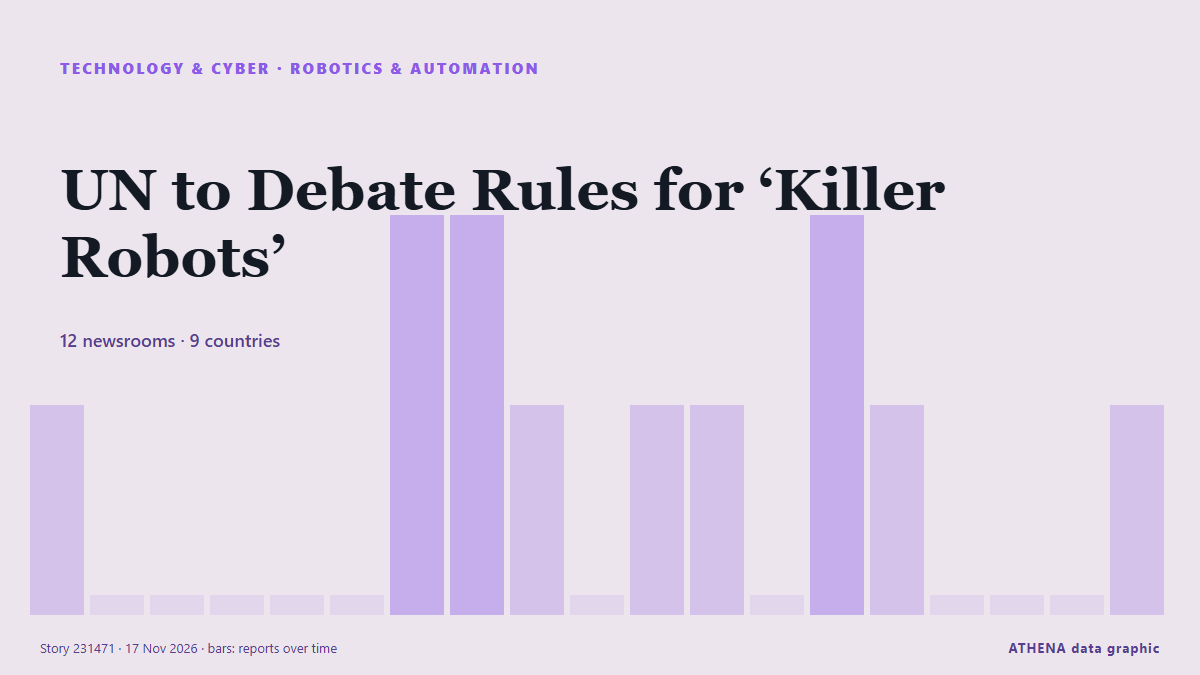 TECHNOLOGY & CYBER · ROBOTICS & AUTOMATION
UN to Debate Rules for ‘Killer
Robots’
12 newsrooms · 9 countries
Story 231471 · 17 Nov 2026 · bars: reports over time
ATHENA data graphic